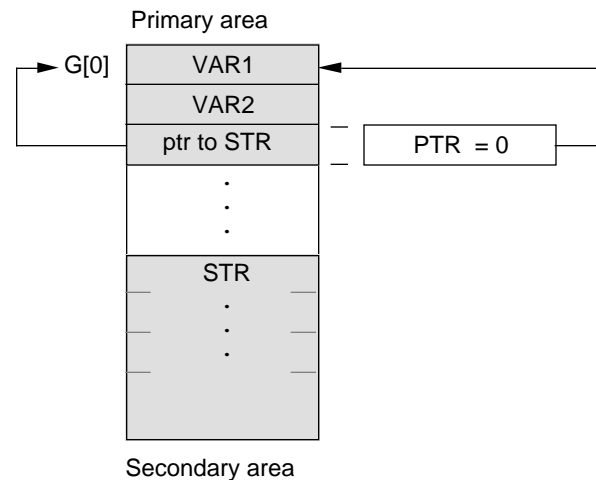 Primary area
G[0]
VAR1
VAR2
ptr to STR
PTR = 0
STR
Secondary area